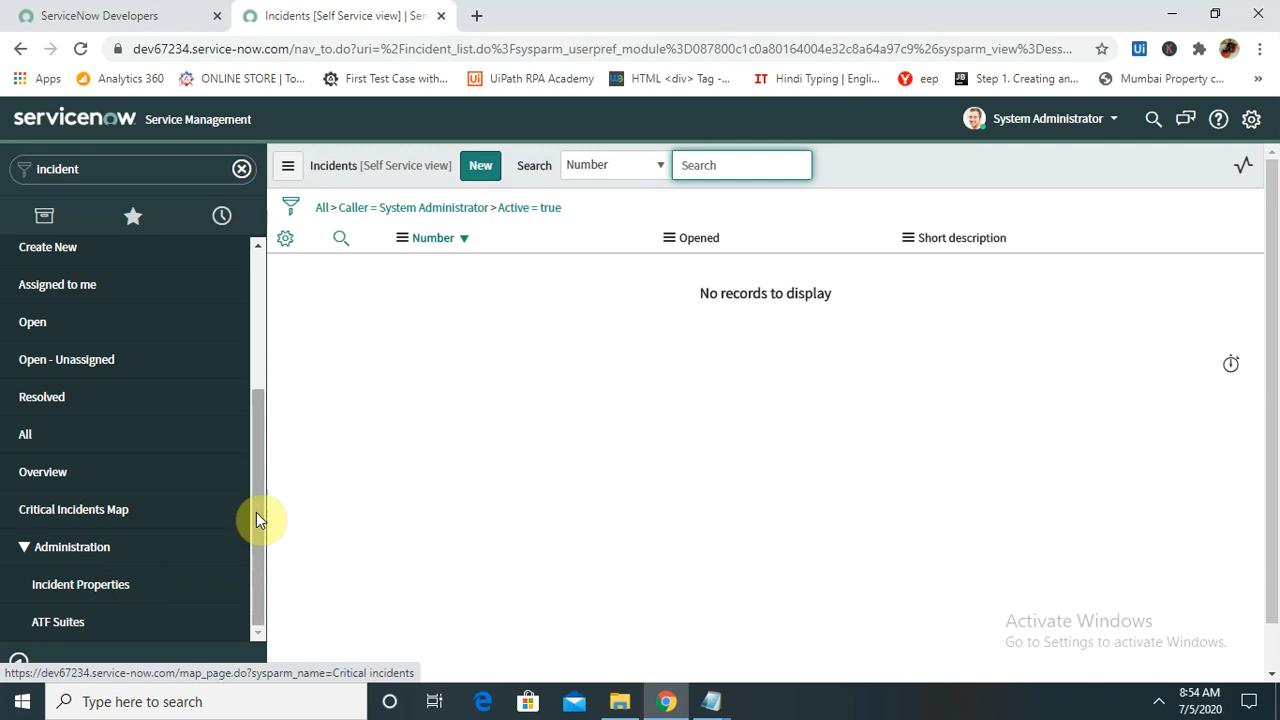 ServiceNow Developers
Incidents [Self Service view] | Ser
dev67234.service-now.com/nav_to.do?uri=%2Fincident_list.do%3Fsysparm_userpref_module%3D087800c1c0a80164004e32c8a64a97c9%26sysparm_view%3Dess...
Apps Analytics 360 ONLINE STORE | To... First Test Case with... UiPath RPA Academy HTML <div> Tag -... Hindi Typing | Engli... eep Step 1. Creating an... Mumbai Property c... »
servicenow Service Management
System Administrator
incident
Incidents [Self Service view] New Search Number Search
All > Caller = System Administrator > Active = true
Number Opened Short description
No records to display
Create New
Assigned to me
Open
Open - Unassigned
Resolved
All
Overview
Critical Incidents Map
Administration
Incident Properties
ATF Suites
Activate Windows
Go to Settings to activate Windows.
https://dev67234.service-now.com/map_page.do?sysparm_name=Critical incidents
Type here to search
8:54 AM
7/5/2020